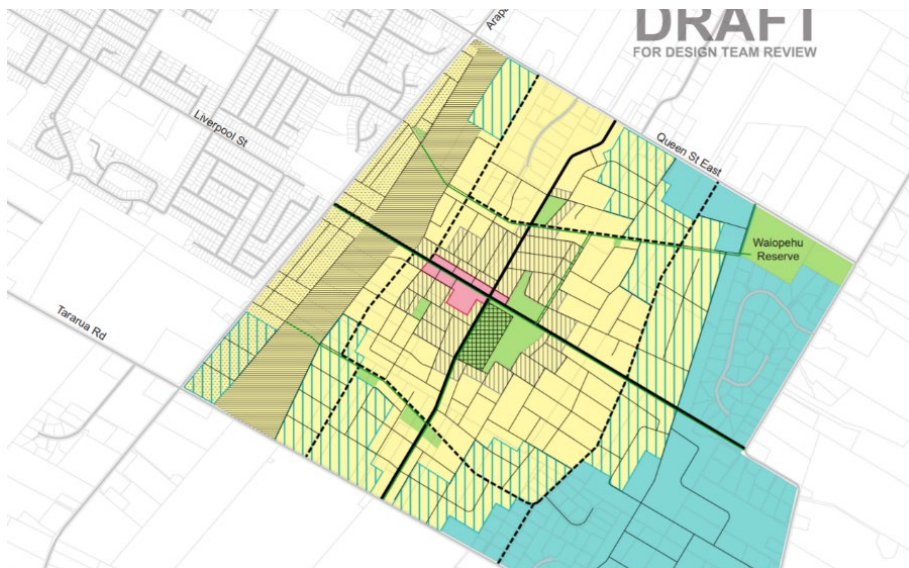 DRAFT
FOR DESIGN TEAM REVIEW
Liverpool St
Queen St East
Waiopehu
Reserve
Tararua Rd